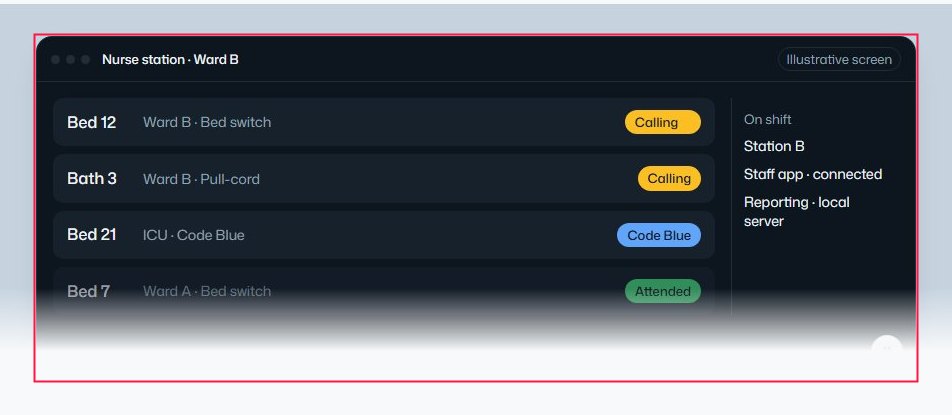 Nurse station · Ward B
Illustrative screen
Bed 12
Ward B · Bed switch
Calling
Bath 3
Ward B · Pull-cord
Calling
Bed 21
ICU · Code Blue
Code Blue
Bed 7
Ward A · Bed switch
Attended
On shift
Station B
Staff app · connected
Reporting · local
server